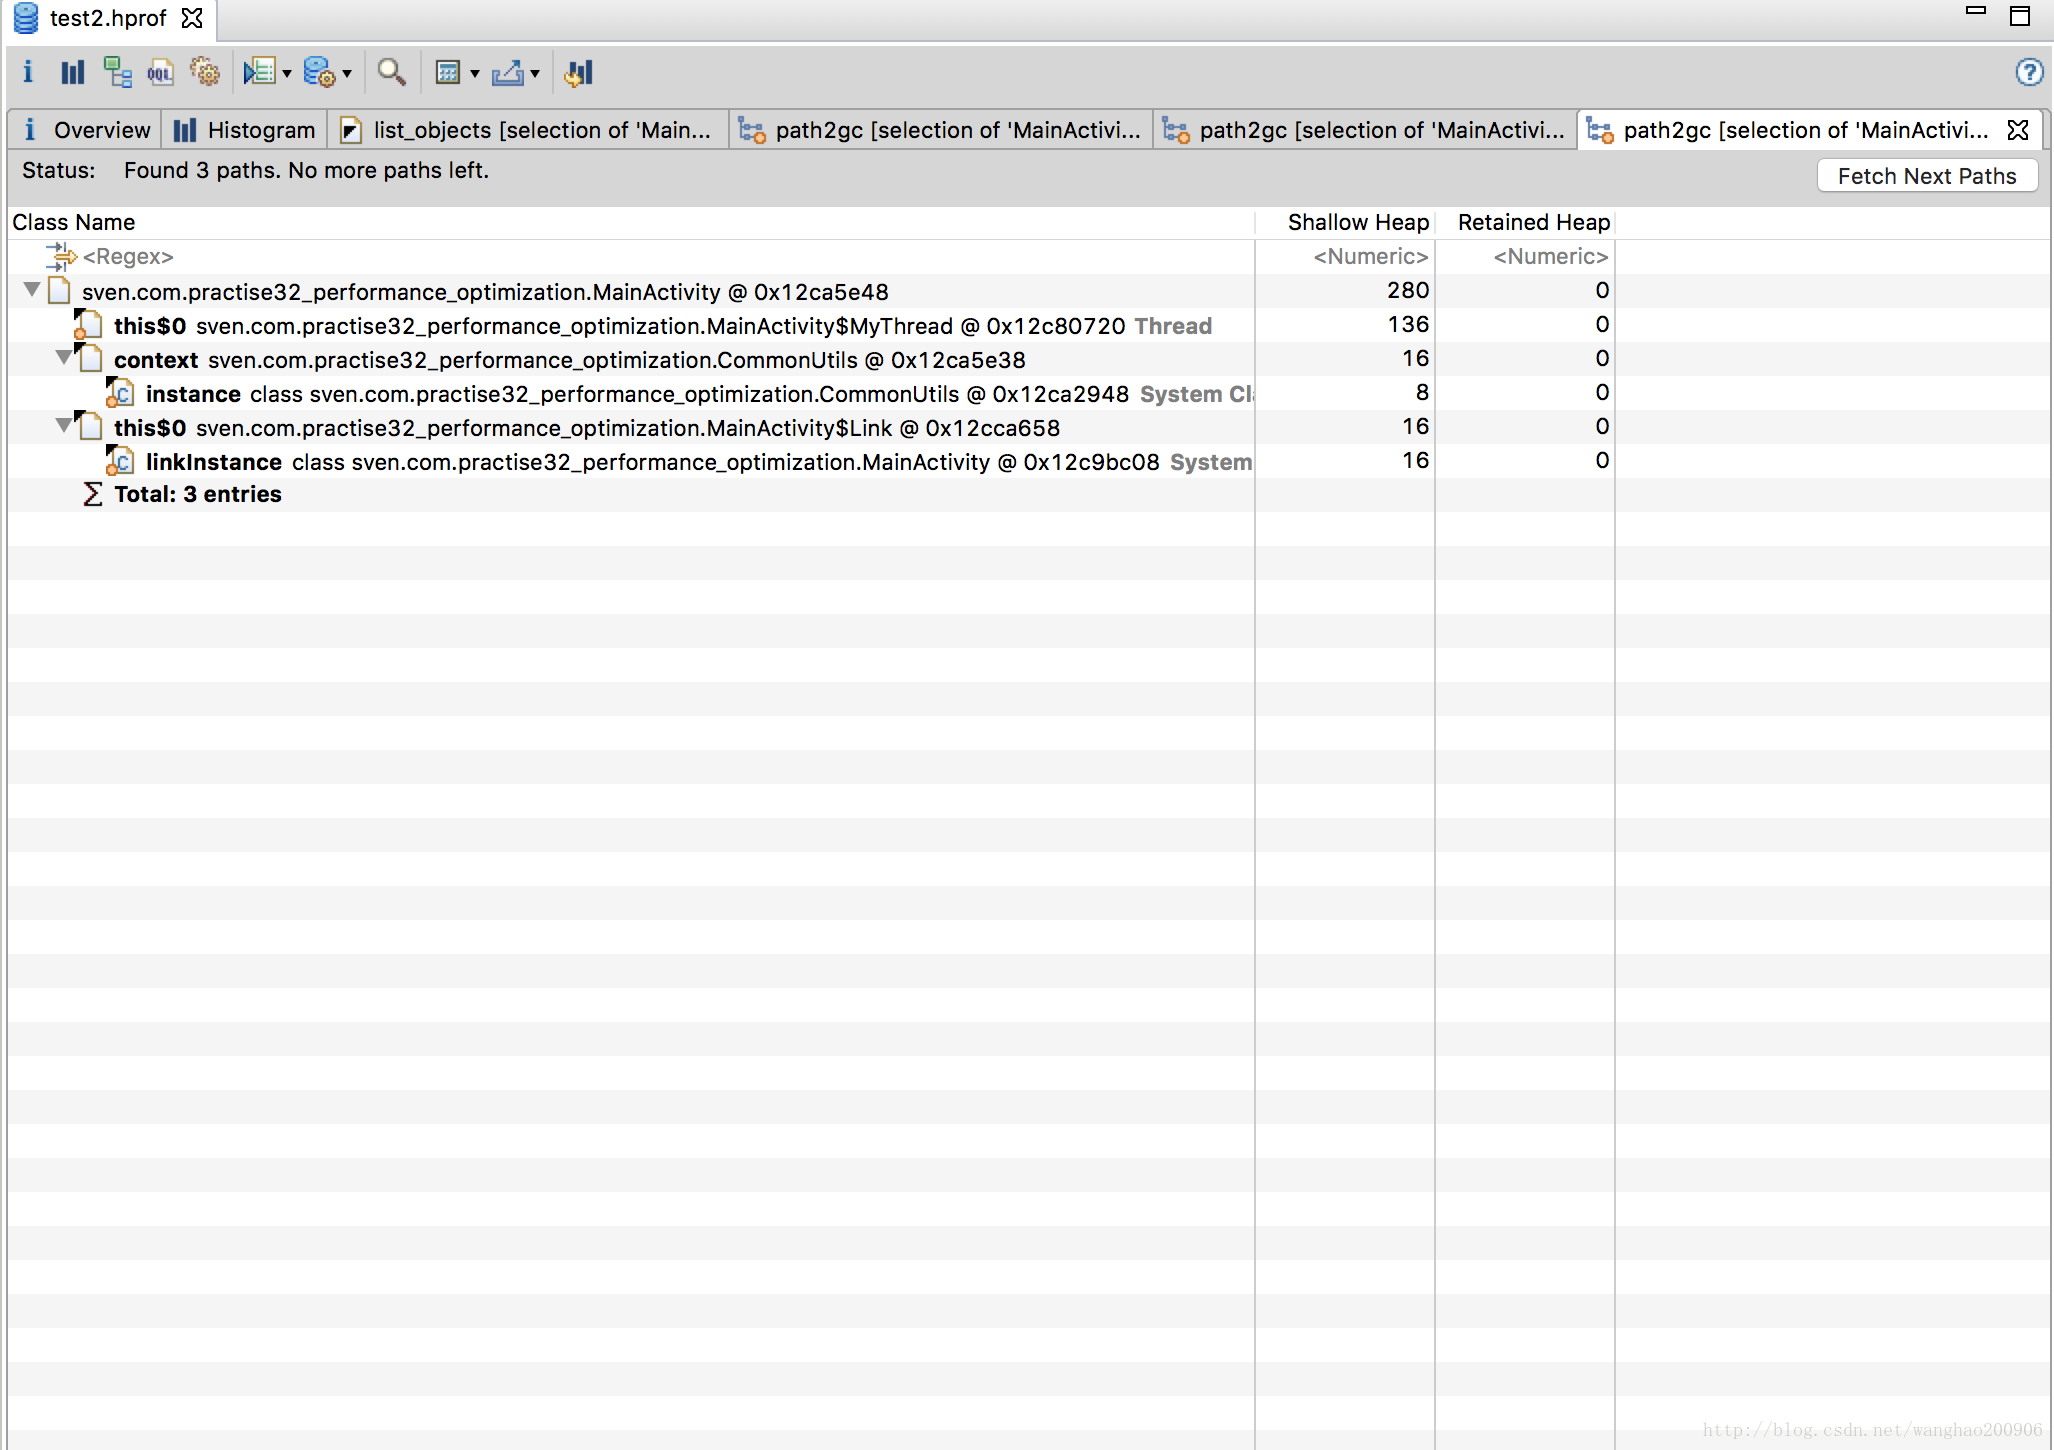 test2.hprof
OQL
Overview Histogram list_objects [selection of 'Main... path2gc [selection of 'MainActivi... path2gc [selection of 'MainActivi... path2gc [selection of 'MainActivi...
Status: Found 3 paths. No more paths left. Fetch Next Paths
Class Name Shallow Heap Retained Heap
<Regex> <Numeric> <Numeric>
sven.com.practise32_performance_optimization.MainActivity @ 0x12ca5e48 280 0
this$0 sven.com.practise32_performance_optimization.MainActivity$MyThread @ 0x12c80720 Thread 136 0
context sven.com.practise32_performance_optimization.CommonUtils @ 0x12ca5e38 16 0
instance class sven.com.practise32_performance_optimization.CommonUtils @ 0x12ca2948 System Cl 8 0
this$0 sven.com.practise32_performance_optimization.MainActivity$Link @ 0x12cca658 16 0
linkInstance class sven.com.practise32_performance_optimization.MainActivity @ 0x12c9bc08 System 16 0
Total: 3 entries
http://blog.csdn.net/wanghao200906